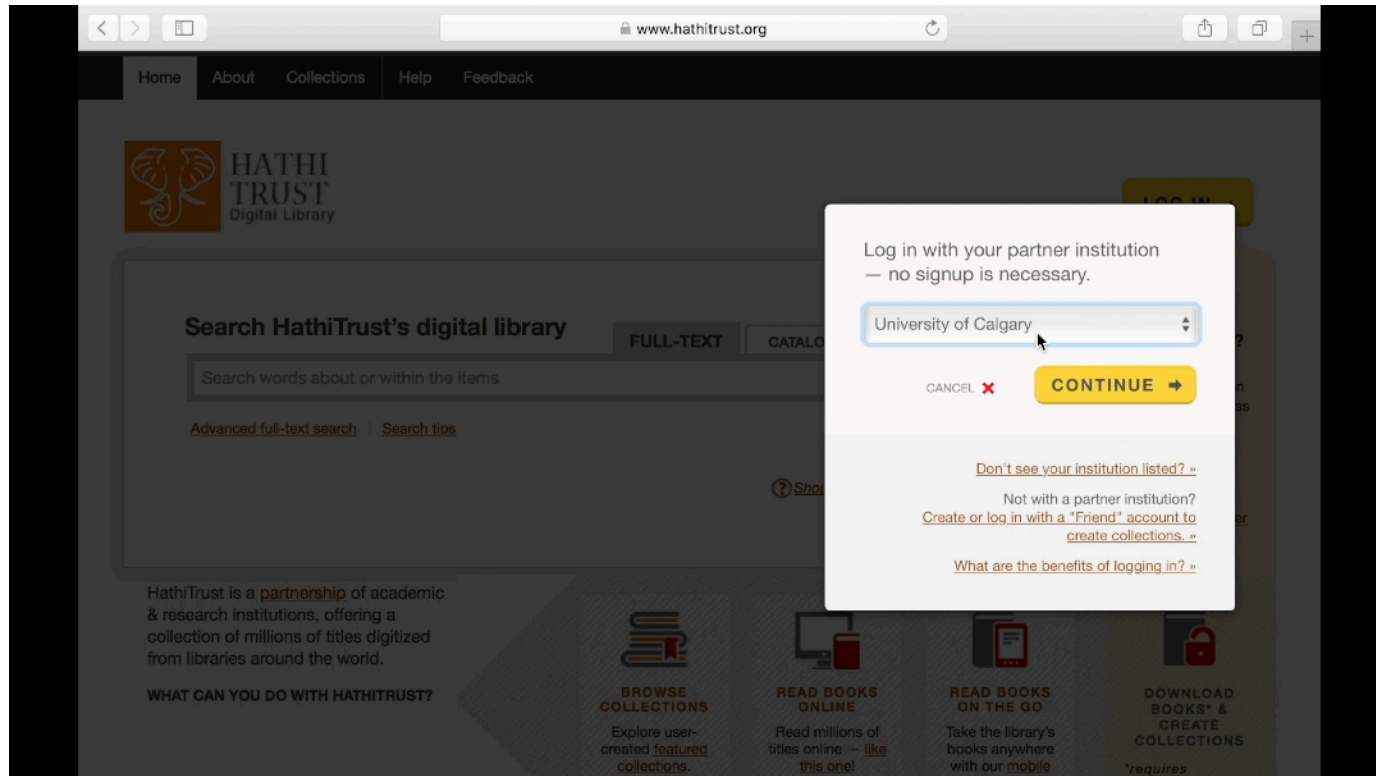 www.hathitrust.org
Home About Collections Help Feedback
HATHI
TRUST
Digital Library
LOG IN
Log in with your partner institution
— no signup is necessary.
University of Calgary
CANCEL CONTINUE
Don't see your institution listed? »
Not with a partner institution?
Create or log in with a "Friend" account to
create collections. »
What are the benefits of logging in? »
Search HathiTrust's digital library
FULL-TEXT CATALO
?
Search words about or within the items
n
ss
Advanced full-text search Search tips
? Shou
er
HathiTrust is a partnership of academic
& research institutions, offering a
collection of millions of titles digitized
from libraries around the world.
WHAT CAN YOU DO WITH HATHITRUST?
BROWSE
COLLECTIONS
Explore user-
created featured
collections.
READ BOOKS
ONLINE
Read millions of
titles online — like
this one!
READ BOOKS
ON THE GO
Take the library's
books anywhere
with our mobile
DOWNLOAD
BOOKS* &
CREATE
COLLECTIONS
*requires